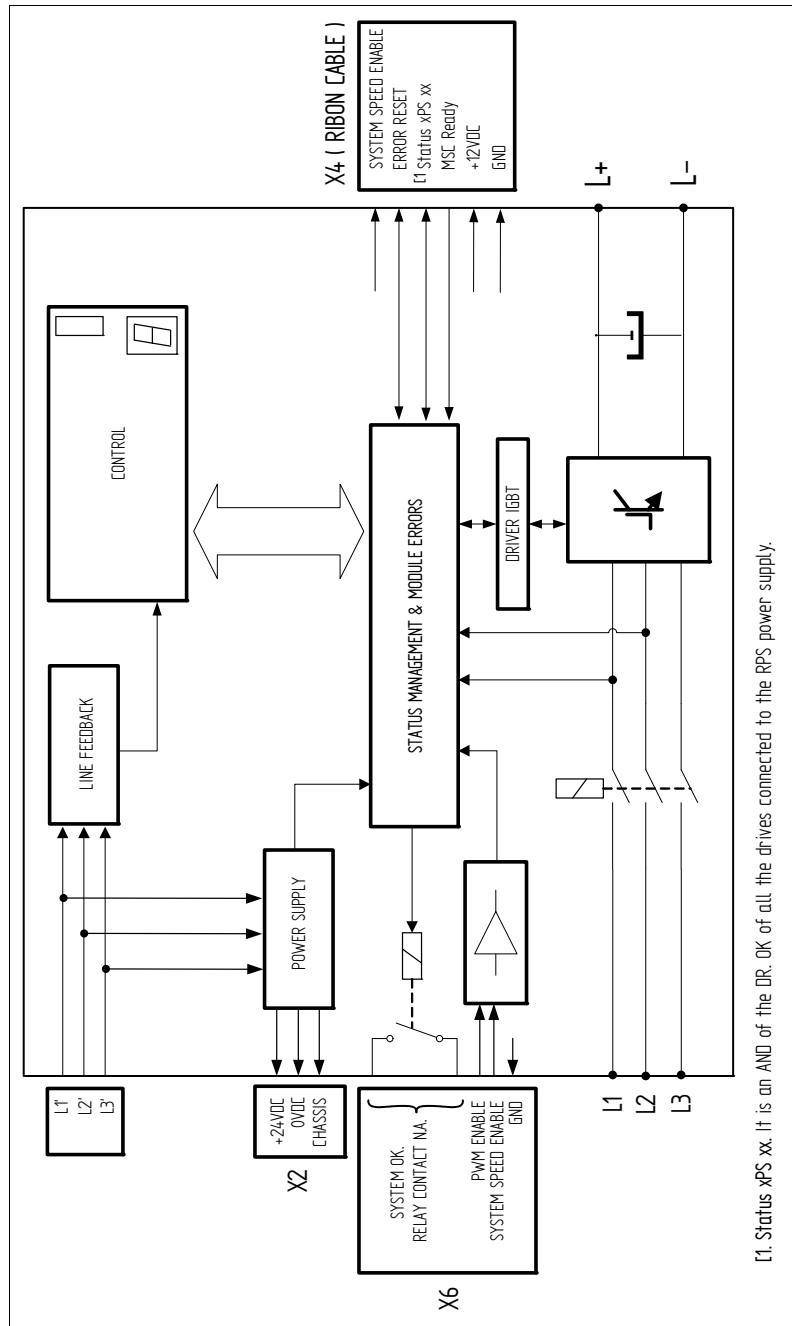 X4 ( RIBON CABLE )
SYSTEM SPEED ENABLE
ERROR RESET
[1 Status xPS xx
MSC Ready
+12VDC
GND
L+
L-
CONTROL
LINE FEEDBACK
STATUS MANAGEMENT & MODULE ERRORS
DRIVER IGBT
POWER SUPPLY
L1'
L2'
L3'
+24VDC
0VDC
CHASSIS
X2
SYSTEM OK.
RELAY CONTACT N.A.
PWM ENABLE
SYSTEM SPEED ENABLE
GND
X6
L1
L2
L3
[1. Status xPS xx. It is an AND of the DR. OK of all the drives connected to the RPS power supply.